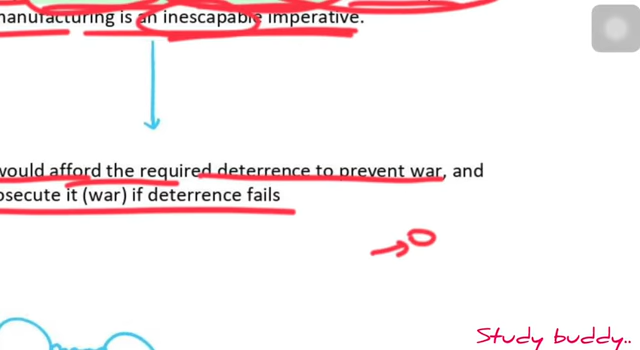 manufacturing is an inescapable imperative.
would afford the required deterrence to prevent war, and
osecute it (war) if deterrence fails
Study buddy..